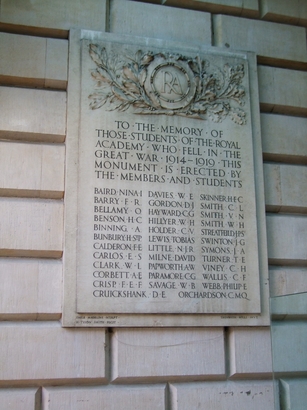 RA
TO THE MEMORY OF
THOSE STUDENTS OF THE ROYAL
ACADEMY WHO FELL IN THE
GREAT WAR 1914-1919 THIS
MONUMENT IS ERECTED BY
THE MEMBERS AND STUDENTS
BAIRD·NINA·J DAVIES W·E SKINNER·H·C
BARRY F·R GORDON·D·J SMITH C·L
BELLAMY O HAYWARD·C·G SMITH V·N
BENSON·H·C HILLYER·W·H SMITH W·H
BINNING, A HOLDER·C·V STREATFEILD·P·S
BUNBURY·H·ST LEWIS·TOBIAS SWINTON J·G
CALDERON·F·E LITTLE·N·J·R SYMONS J·A
CARLOS·E·S MILNE·DAVID TURNER·T·E
CLARK·W·L PAPWORTH·A·W VINEY·C·H
CORBETT·A·E PARAMORE·C·G WALLIS·C·F
CRISP·F·E·F SAVAGE·W·B WEBB·PHILIP·E
CRUICKSHANK·D·E ORCHARDSON·C·M·Q